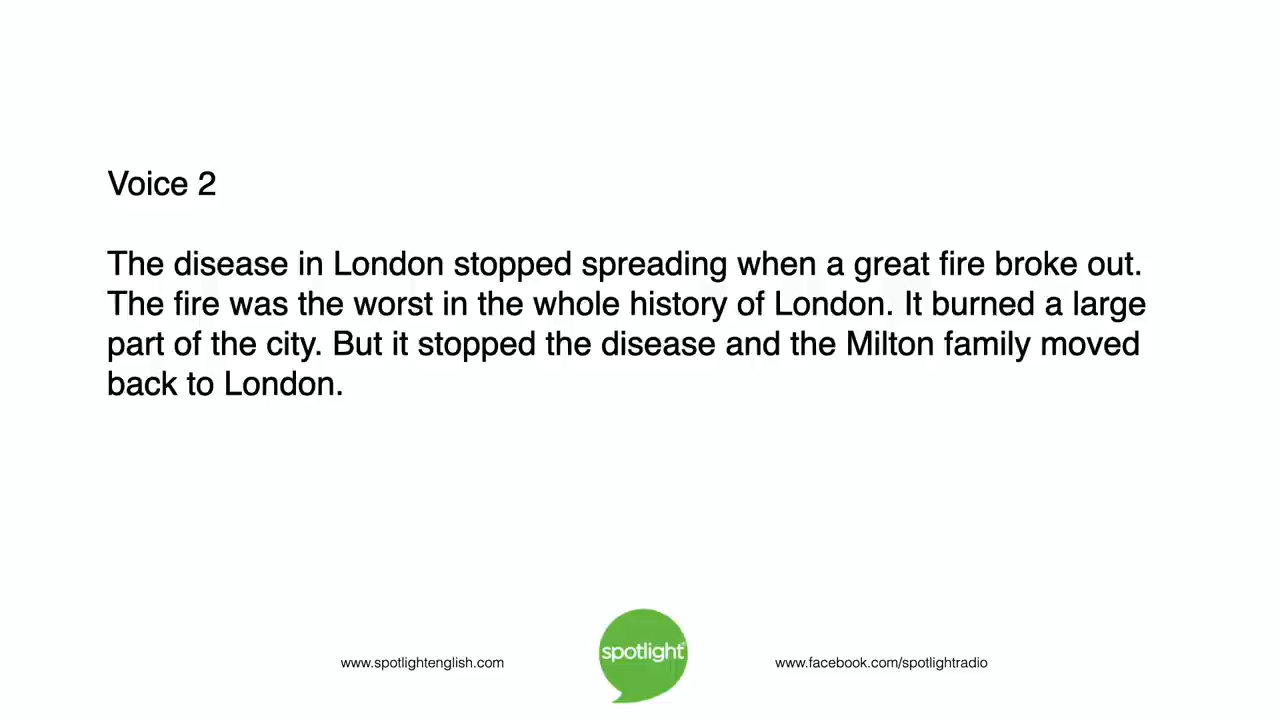 Voice 2
The disease in London stopped spreading when a great fire broke out.
The fire was the worst in the whole history of London. It burned a large
part of the city. But it stopped the disease and the Milton family moved
back to London.
www.spotlightenglish.com
spotlight
www.facebook.com/spotlightradio